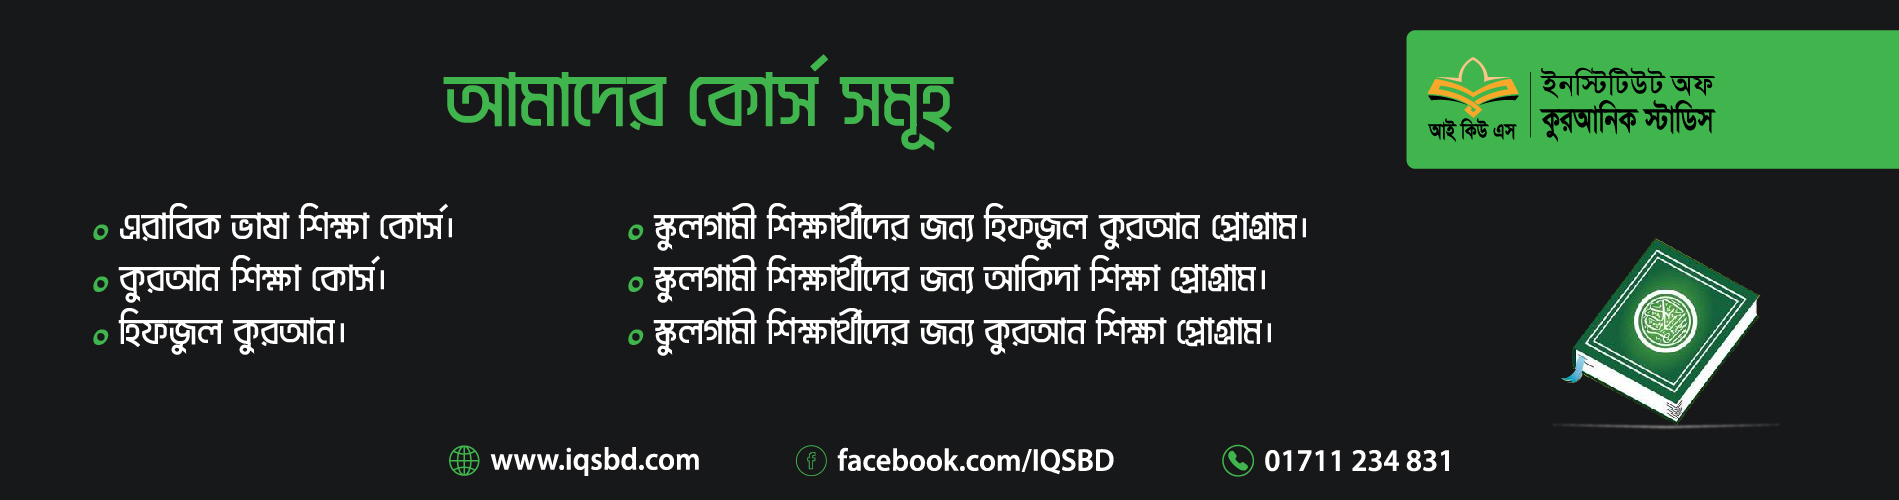 আমাদের কোর্স সমূহ
আই কিউ এস
ইনস্টিটিউট অফ
কুরআনিক স্টাডিস
এরাবিক ভাষা শিক্ষা কোর্স।
কুরআন শিক্ষা কোর্স।
হিফজুল কুরআন।
স্কুলগামী শিক্ষার্থীদের জন্য হিফজুল কুরআন প্রোগ্রাম।
স্কুলগামী শিক্ষার্থীদের জন্য আকিদা শিক্ষা প্রোগ্রাম।
স্কুলগামী শিক্ষার্থীদের জন্য কুরআন শিক্ষা প্রোগ্রাম।
www.iqsbd.com
facebook.com/IQSBD
01711 234 831